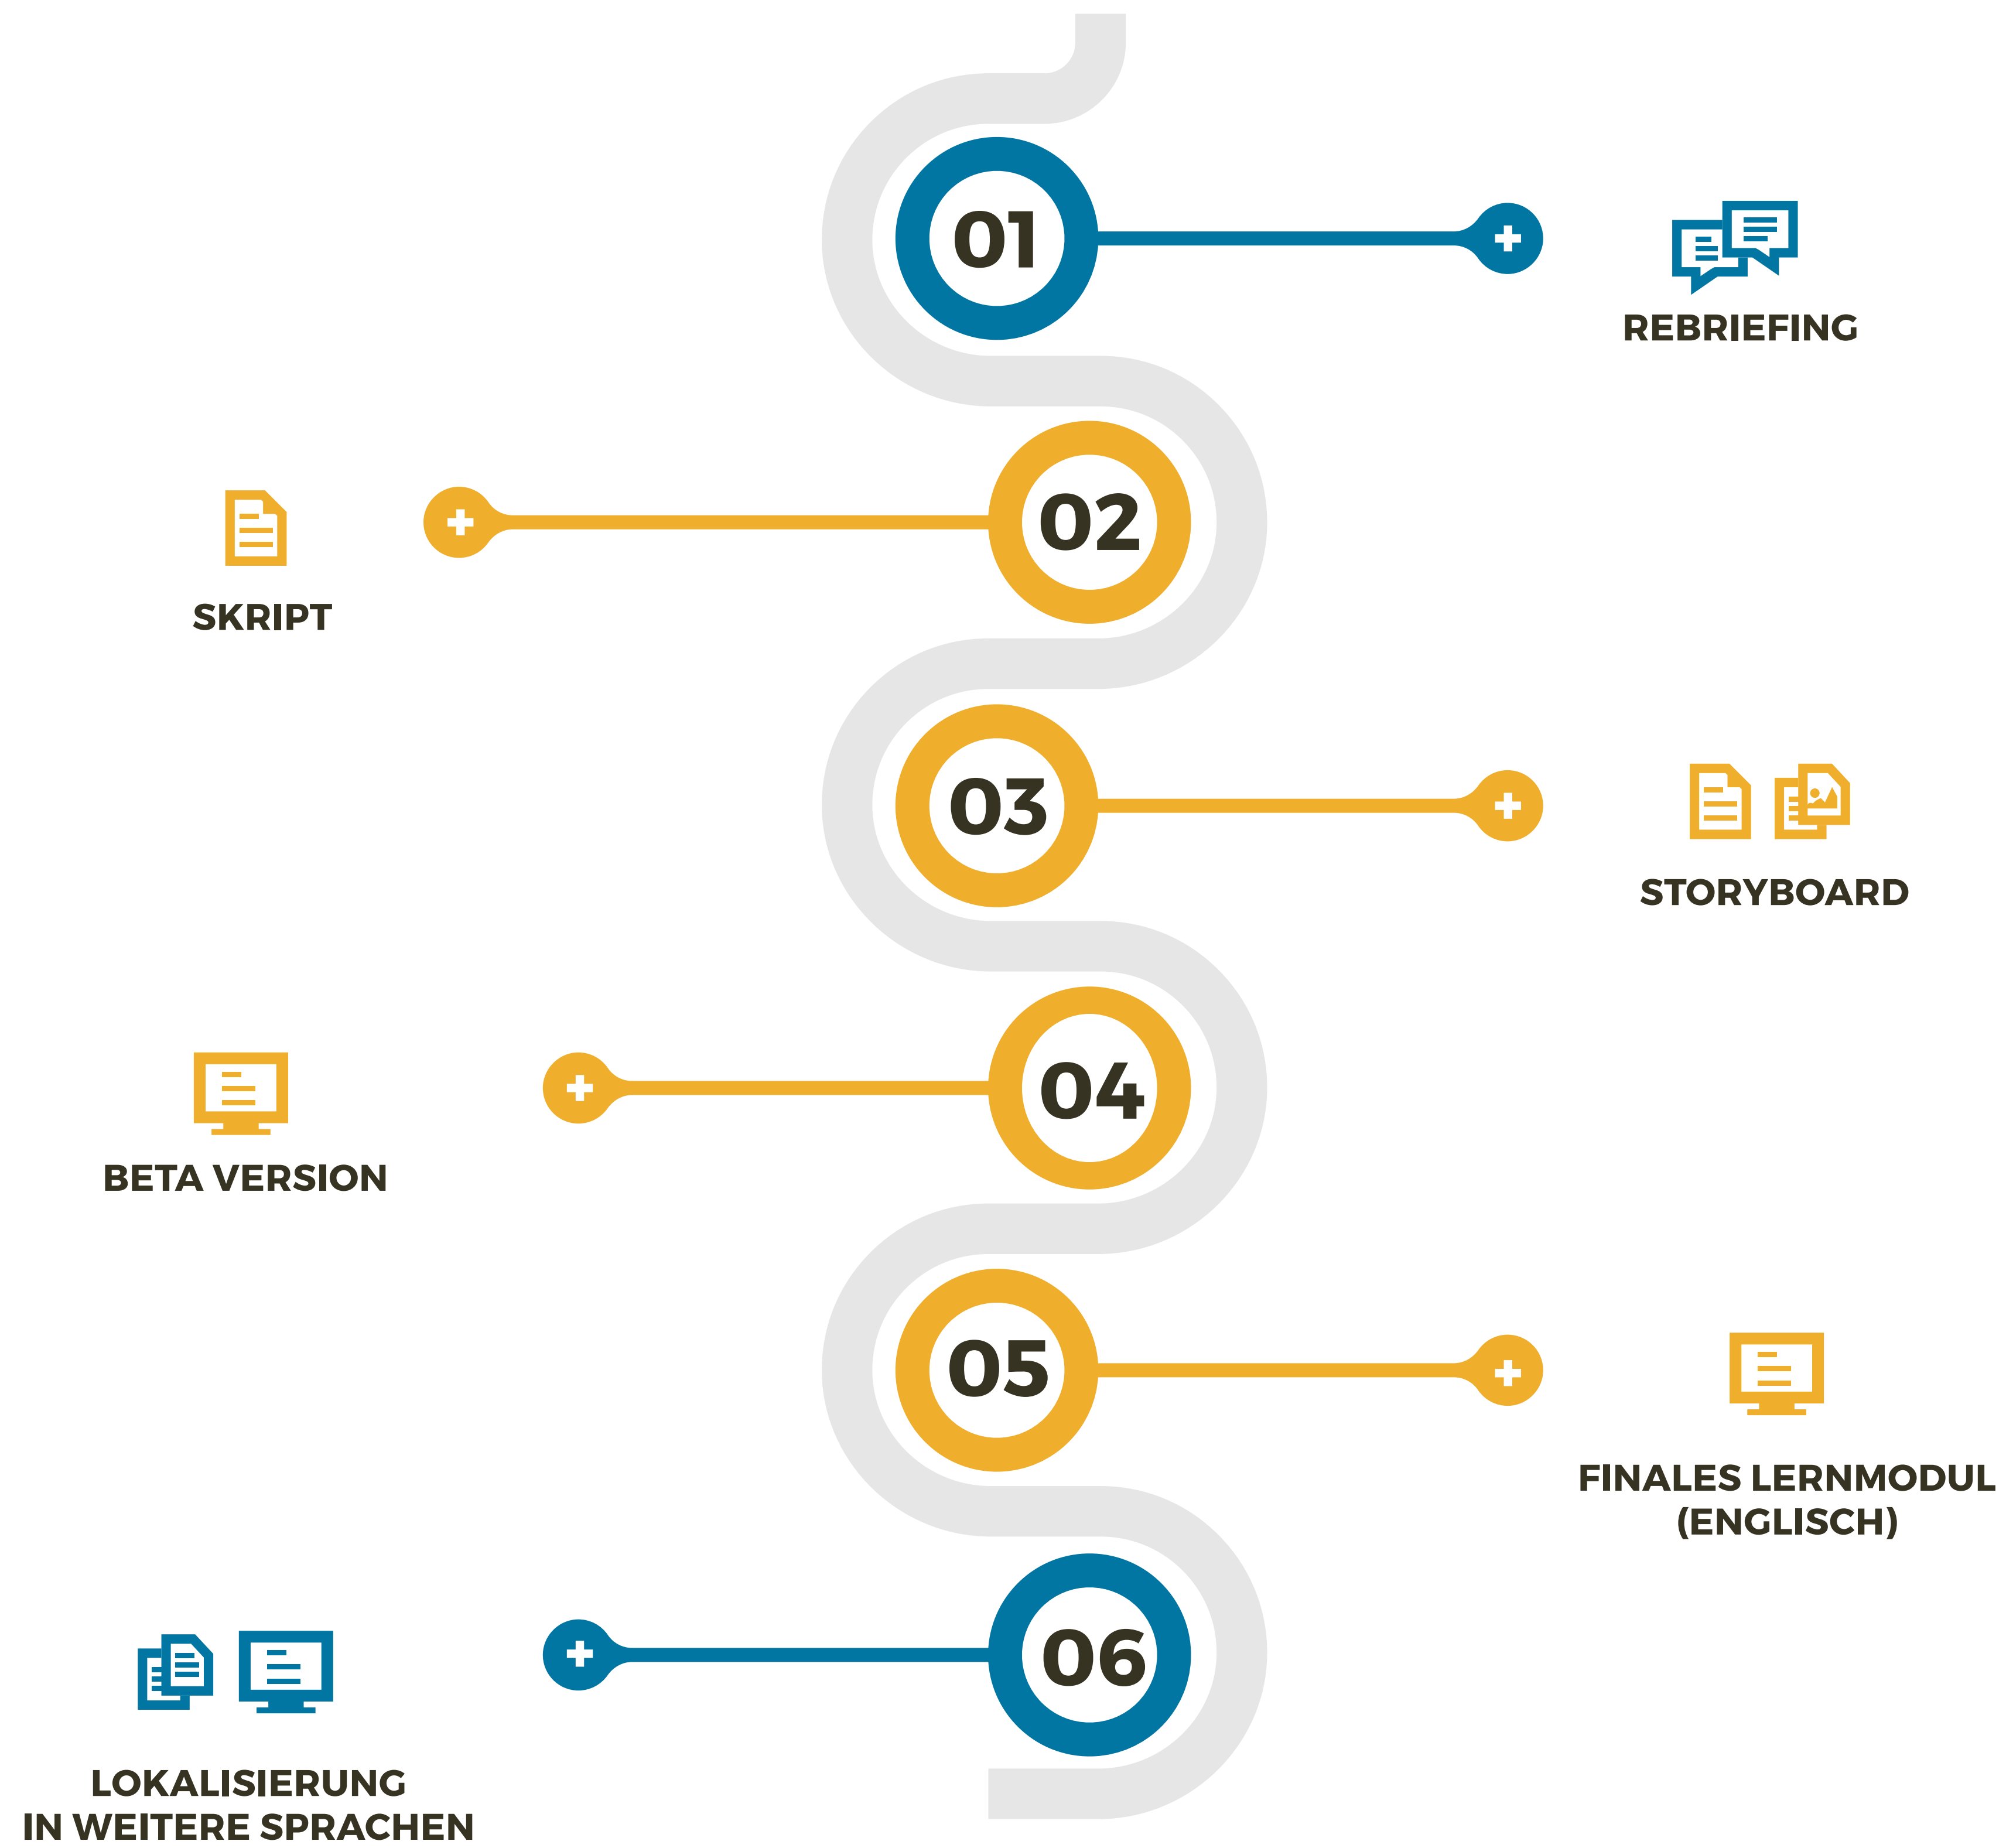 01
REBRIEFING
02
SKRIPT
03
STORYBOARD
04
BETA VERSION
05
FINALES LERNMODUL
(ENGLISCH)
06
LOKALISIERUNG
IN WEITERE SPRACHEN